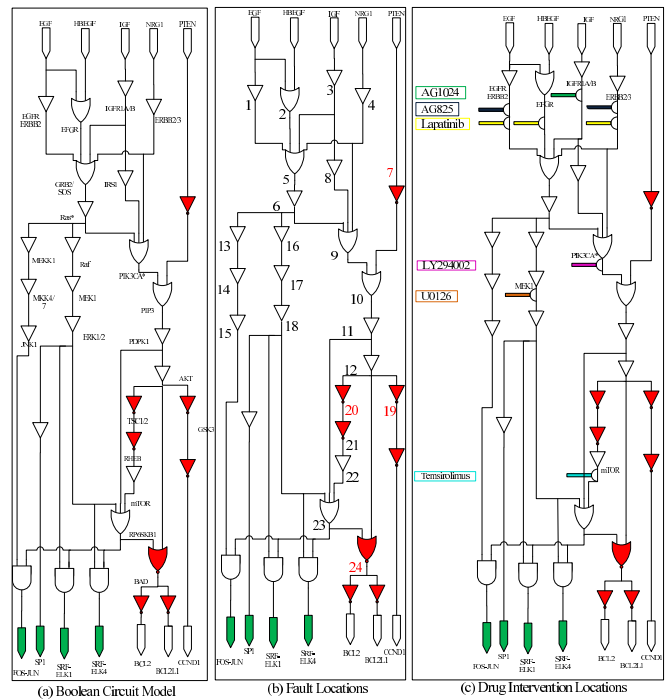 EGF HBEGF IGF NRG1 PTEN
EGFR
ERBB2
EFGR
IGFR1A/B
ERBB2/3
GRB2/
SOS
IRS1
Ras*
MEKK1
Raf
PIK3CA*
MKK4/
7
MEK1
PIP3
JNK1
ERK1/2
PDPK1
AKT
TSC1/2
GSK3
RHEB
mTOR
RP6SKB1
BAD
FOS-JUN
SP1
SRF-
ELK1
SRF-
ELK4
BCL2
BCL2L1
CCND1
(a) Boolean Circuit Model
EGF HBEGF IGF NRG1 PTEN
1
2
3
4
5
6
7
8
9
10
11
12
13
14
15
16
17
18
19
20
21
22
23
24
FOS-JUN
SP1
SRF-
ELK1
SRF-
ELK4
BCL2
BCL2L1
CCND1
(b) Fault Locations
EGF HBEGF IGF NRG1 PTEN
AG1024
AG825
Lapatinib
EGFR
ERBB2
EFGR
IGFR1A/B
ERBB2/3
LY294002
PIK3CA*
U0126
MEK1
Temsirolimus
mTOR
FOS-JUN
SP1
SRF-
ELK1
SRF-
ELK4
BCL2
BCL2L1
CCND1
(c) Drug Intervention Locations